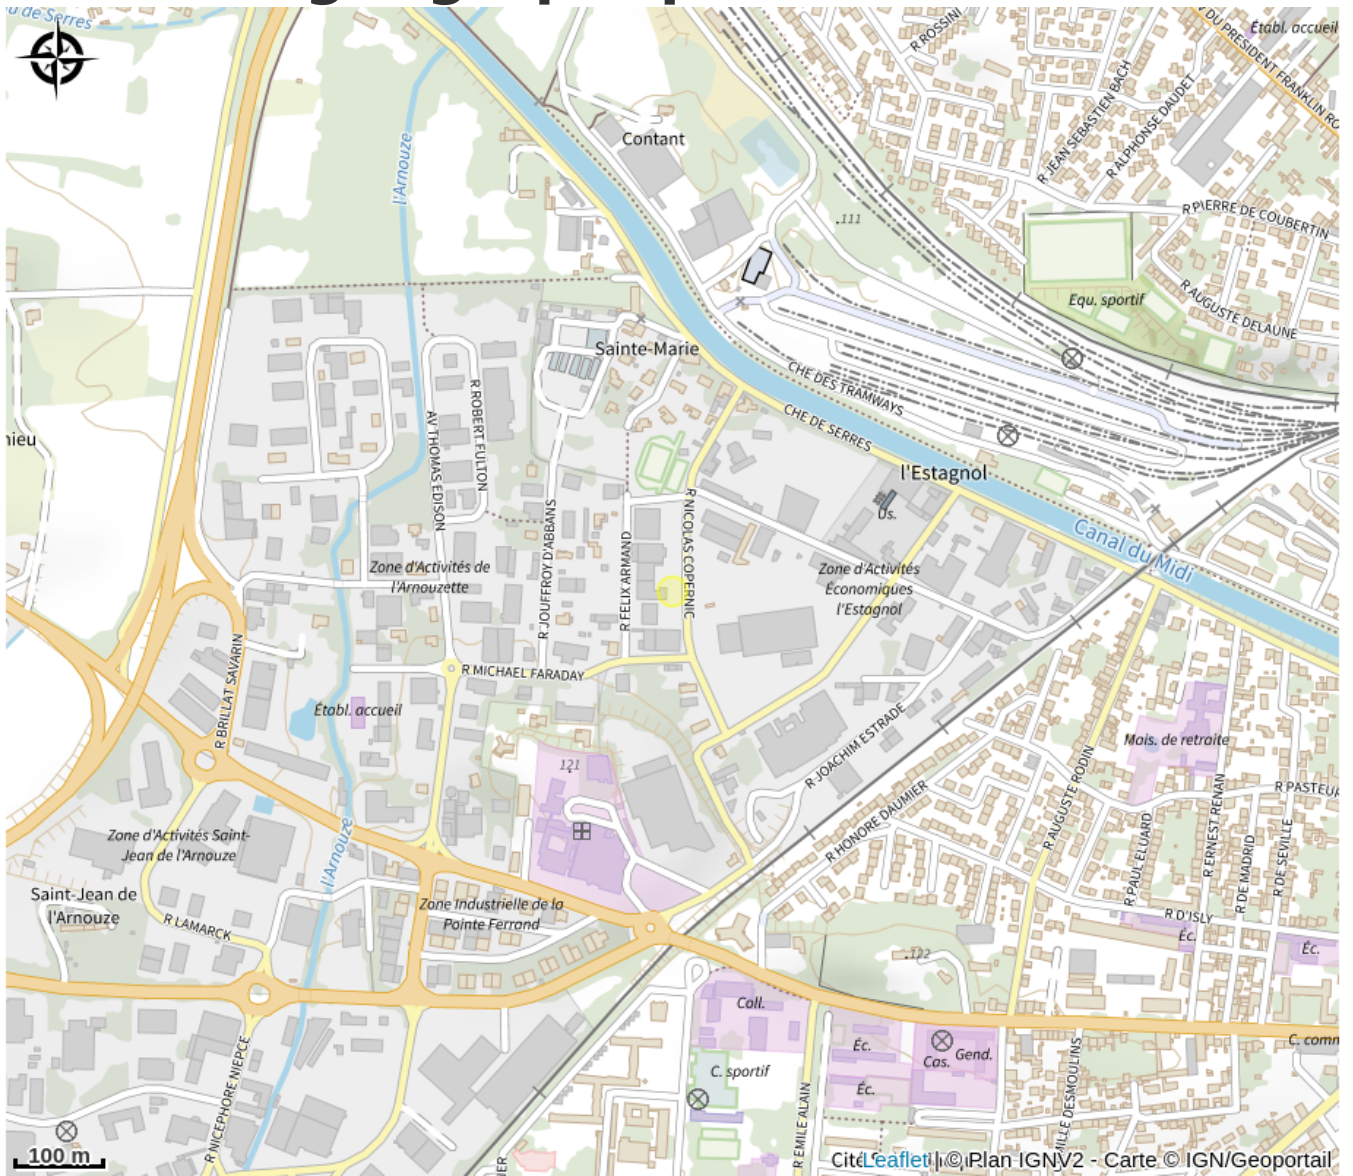 u de Serres
R ROSSINI
V DU PRESIDENT FRANKLIN RO
Établ. accueil
R JEAN SEBASTIEN BACH
R ALPHONSE DAUDET
l'Arnouze
Contant
R PIERRE DE COUBERTIN
.111
Equ. sportif
R AUGUSTE DELAUNE
Sainte-Marie
CHE DES TRAMWAYS
CHE DE SERRES
R ROBERT FULTON
AV THOMAS EDISON
nieu
l'Estagnol
R NICOLAS COPERNIC
Us.
R JOUFFROY D'ABBANS
R FELIX ARMAND
Canal du Midi
Zone d'Activités de
l'Arnouzette
Zone d'Activités
Économiques
l'Estagnol
R BRILLAT SAVARIN
R MICHAEL FARADAY
Établ. accueil
R JOACHIM ESTRADE
Mais. de retraite
121
R AUGUSTE RODIN
R PASTEUR
R HONORE DAUMIER
R ERNEST RENAN
R PAUL ELUARD
R DE MADRID
R DE SEVILLE
Zone d'Activités Saint-
Jean de l'Arnouze
l'Arnouze
Saint-Jean de
l'Arnouze
Zone Industrielle de la
Pointe Ferrand
R LAMARCK
R D'ISLY
Éc.
Éc.
.122
Coll.
Éc.
Cas.
Gend.
C. comm
C. sportif
Éc.
R NICEPHORE NIEPCE
R EMILE ALAIN
ILLE DESMOULINS
IER
100 m
Leaflet | © Plan IGNV2 - Carte © IGN/Geoportail